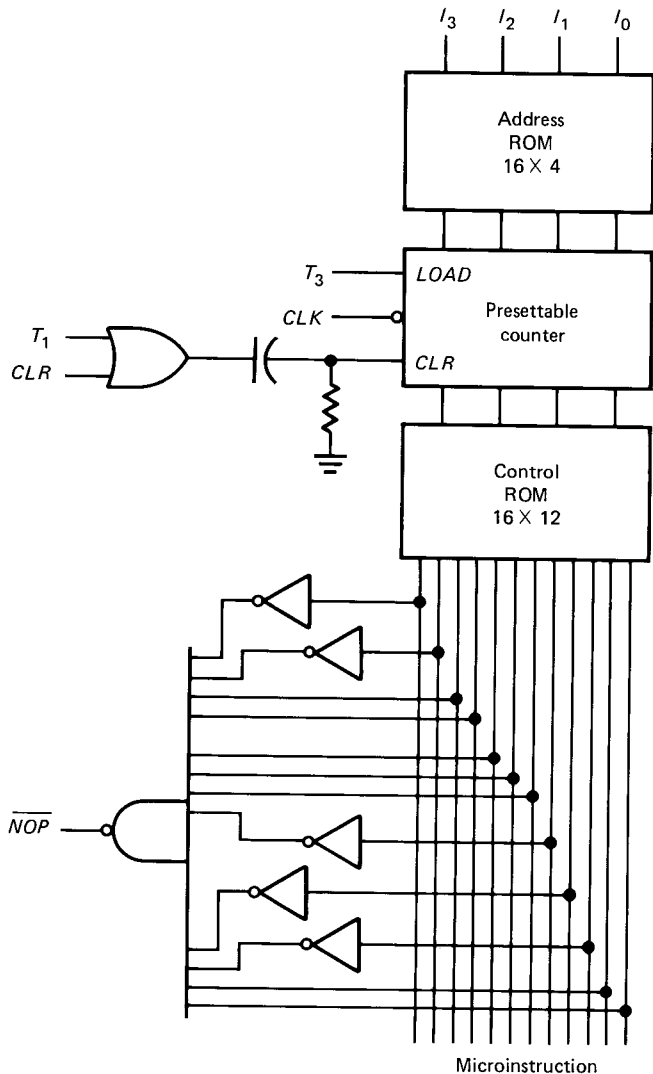 I₃ I₂ I₁ I₀
Address
ROM
16 X 4
T₃ LOAD
CLK
Presettable
counter
T₁
CLR
CLR
Control
ROM
16 X 12
NOP
Microinstruction